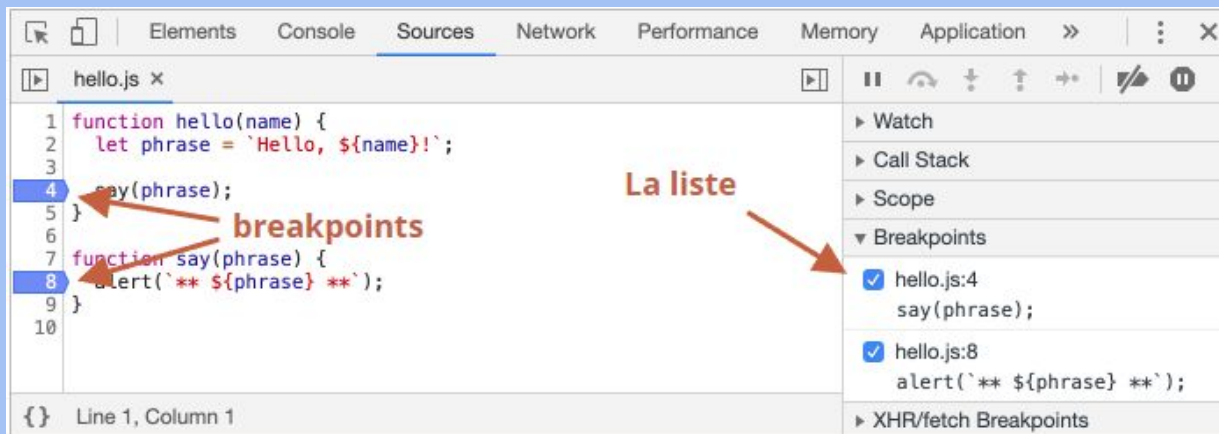 Elements Console Sources Network Performance Memory Application »
hello.js ×
1 function hello(name) {
2 let phrase = `Hello, ${name}!`;
3
4 say(phrase);
5 }
6
7 function say(phrase) {
8 alert(`** ${phrase} **`);
9 }
10
breakpoints
La liste
{} Line 1, Column 1
Watch
Call Stack
Scope
Breakpoints
hello.js:4
say(phrase);
hello.js:8
alert(`** ${phrase} **`);
XHR/fetch Breakpoints